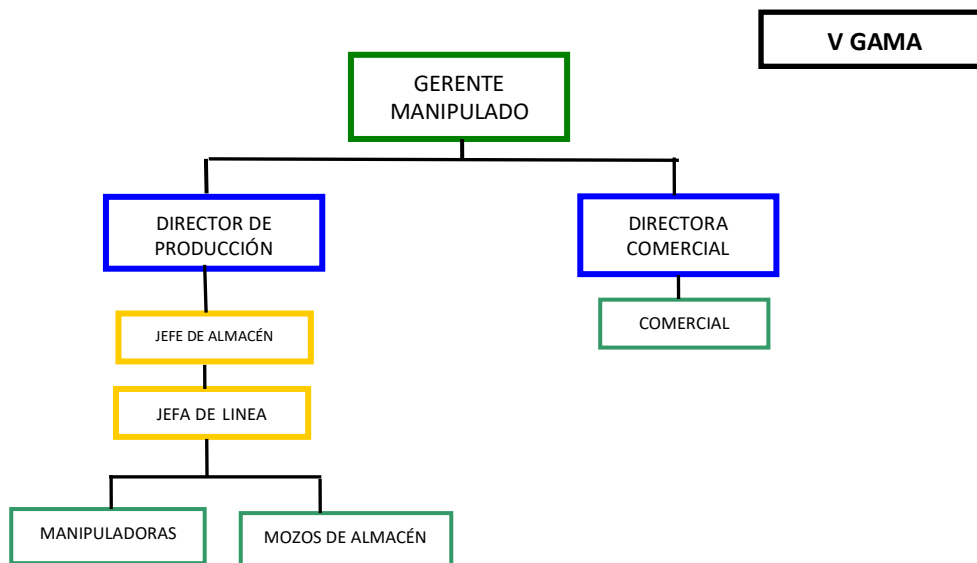 V GAMA
GERENTE
MANIPULADO
DIRECTOR DE
PRODUCCIÓN
DIRECTORA
COMERCIAL
JEFE DE ALMACÉN
COMERCIAL
JEFA DE LINEA
MANIPULADORAS
MOZOS DE ALMACÉN